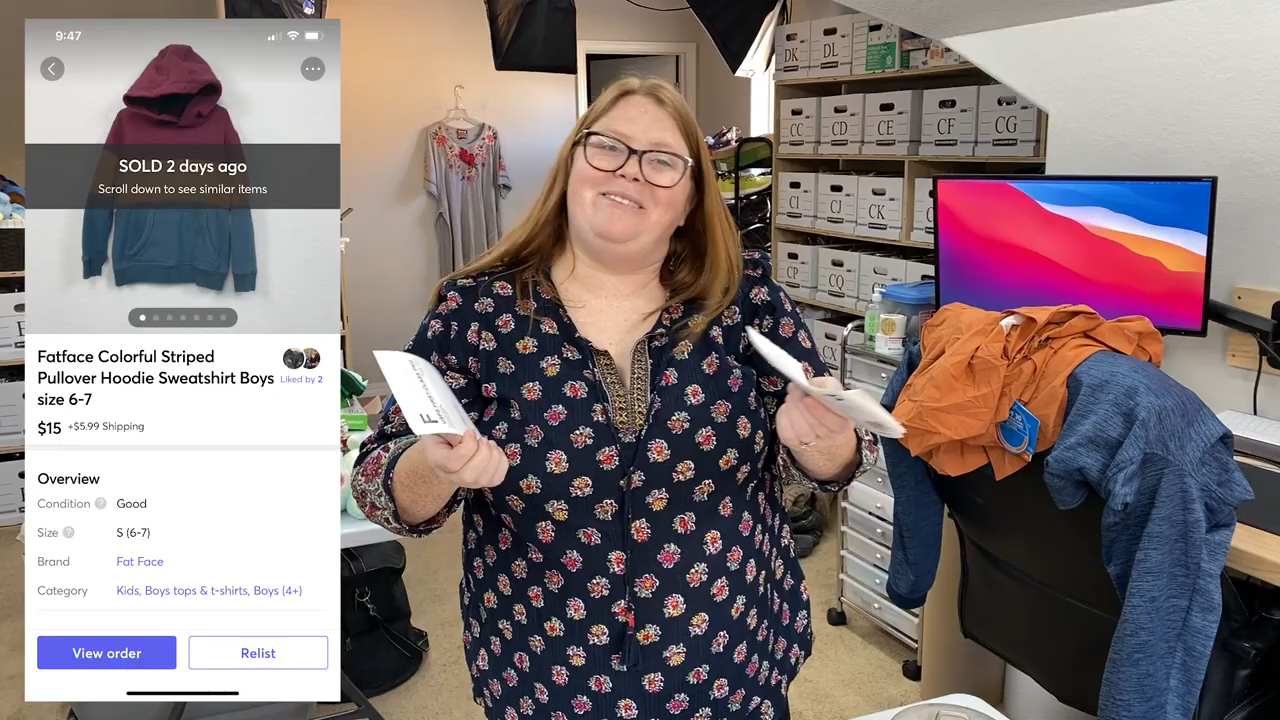 9:47
SOLD 2 days ago
Scroll down to see similar items
Fatface Colorful Striped
Pullover Hoodie Sweatshirt Boys
size 6-7
Liked by 2
$15 +$5.99 Shipping
Overview
Condition ? Good
Size ? S (6-7)
Brand Fat Face
Category Kids, Boys tops & t-shirts, Boys (4+)
View order
Relist
F
DK
DL
CC
CD
CE
CF
CG
CI
CJ
CK
CP
CQ
CX